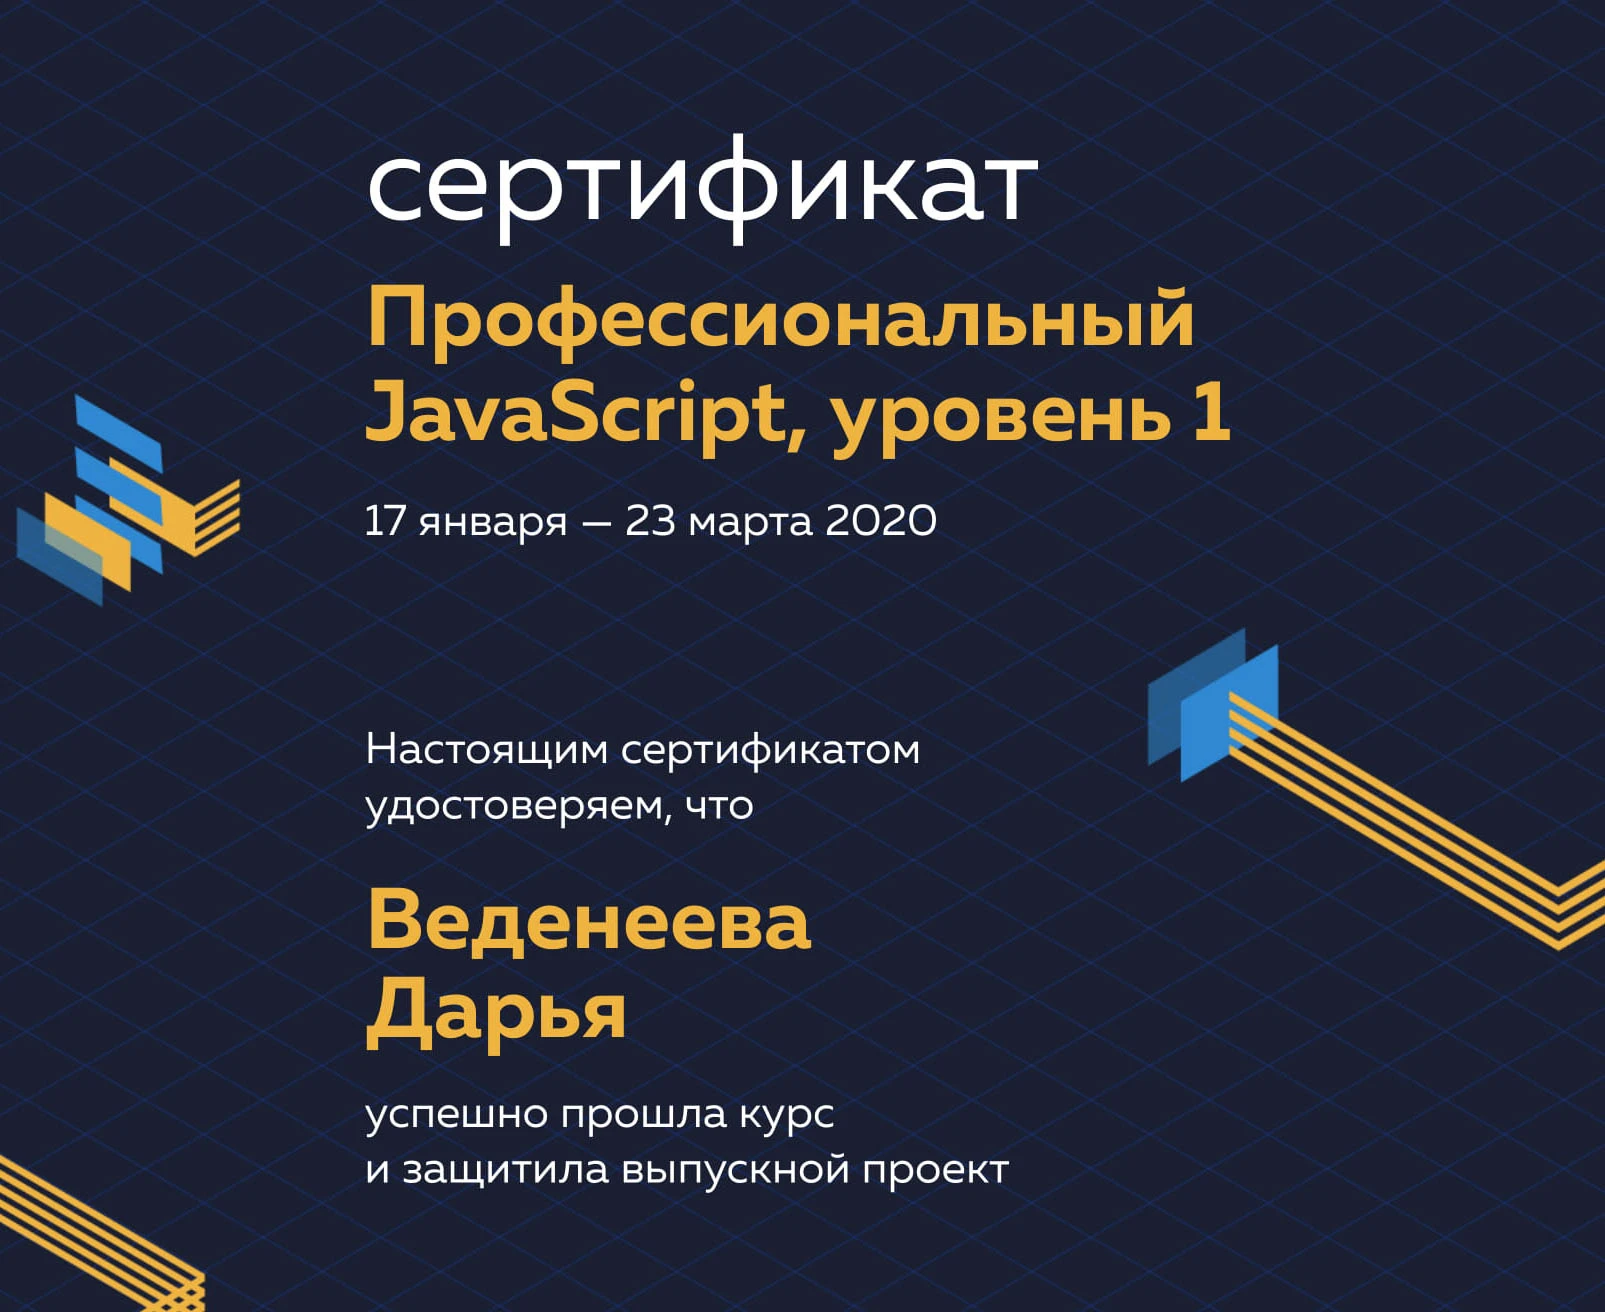 сертификат
Профессиональный
JavaScript, уровень 1
17 января — 23 марта 2020
Настоящим сертификатом
удостоверяем, что
Веденеева
Дарья
успешно прошла курс
и защитила выпускной проект